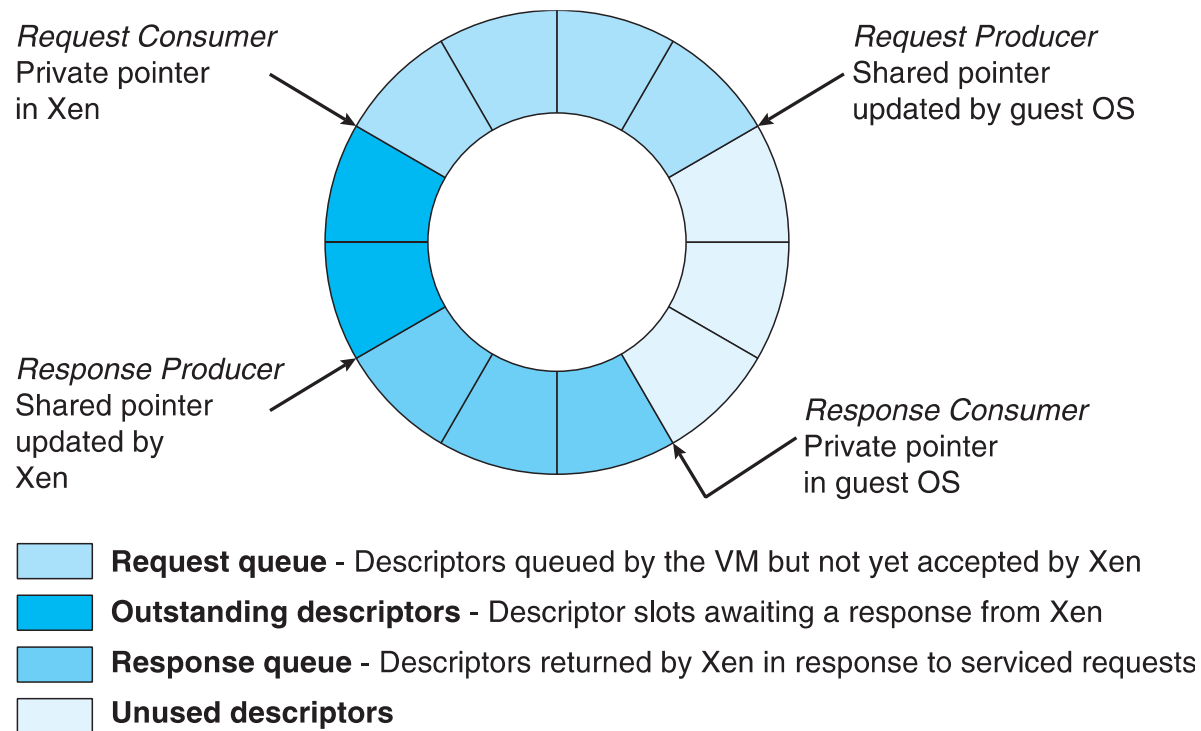 Request Consumer
Private pointer
in Xen
Request Producer
Shared pointer
updated by guest OS
Response Producer
Shared pointer
updated by
Xen
Response Consumer
Private pointer
in guest OS
Request queue - Descriptors queued by the VM but not yet accepted by Xen
Outstanding descriptors - Descriptor slots awaiting a response from Xen
Response queue - Descriptors returned by Xen in response to serviced requests
Unused descriptors